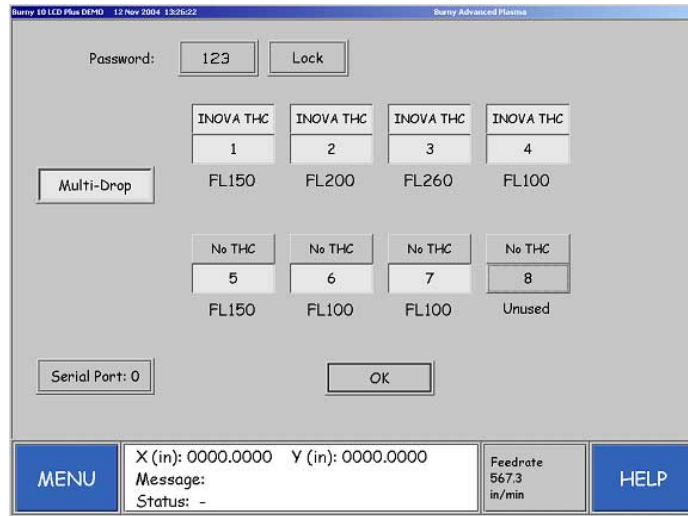 Burny 10 LCD Plus DEMO 12 Nov 2004 13:26:22 Burny Advanced Plasma
Password: 123 Lock
INOVA THC INOVA THC INOVA THC INOVA THC
1 2 3 4
Multi-Drop FL150 FL200 FL260 FL100
No THC No THC No THC No THC
5 6 7 8
FL150 FL100 FL100 Unused
Serial Port: 0 OK
MENU
X (in): 0000.0000 Y (in): 0000.0000
Message:
Status: -
Feedrate
567.3
in/min
HELP